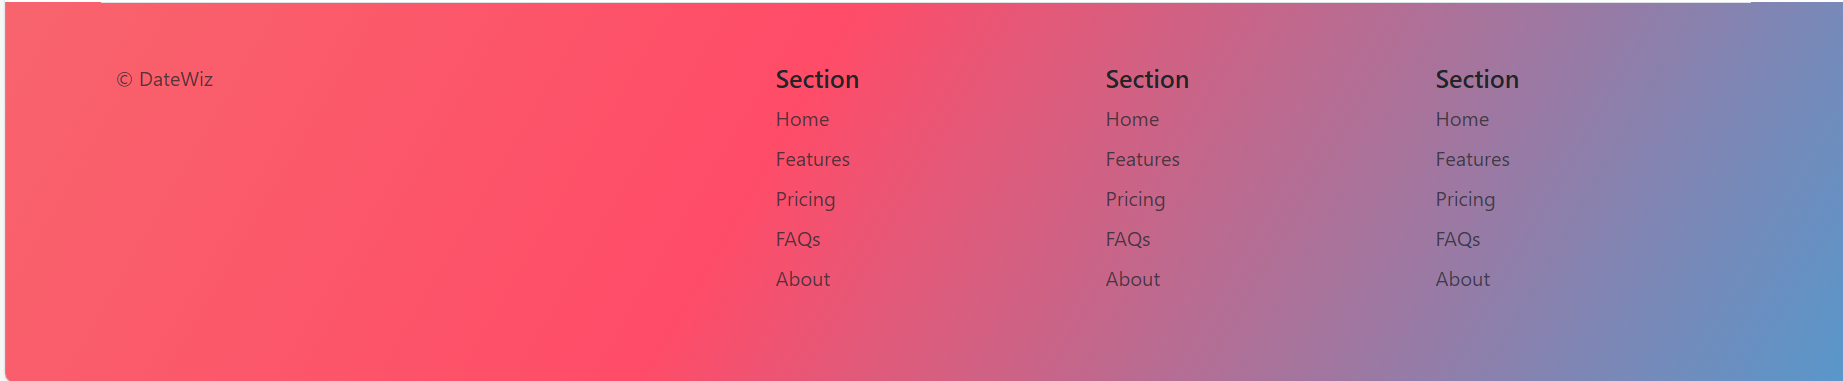 © DateWiz
Section
Home
Features
Pricing
FAQs
About
Section
Home
Features
Pricing
FAQs
About
Section
Home
Features
Pricing
FAQs
About